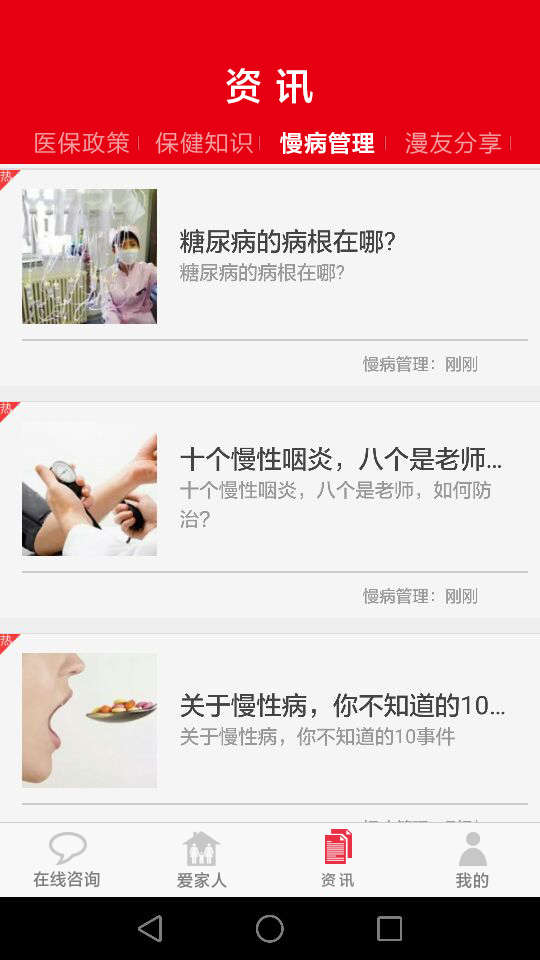 资讯
医保政策 保健知识 慢病管理 漫友分享
热
糖尿病的病根在哪?
糖尿病的病根在哪?
慢病管理: 刚刚
热
十个慢性咽炎，八个是老师...
十个慢性咽炎，八个是老师，如何防
治?
慢病管理: 刚刚
热
关于慢性病，你不知道的10...
关于慢性病，你不知道的10事件
在线咨询 爱家人 资讯 我的